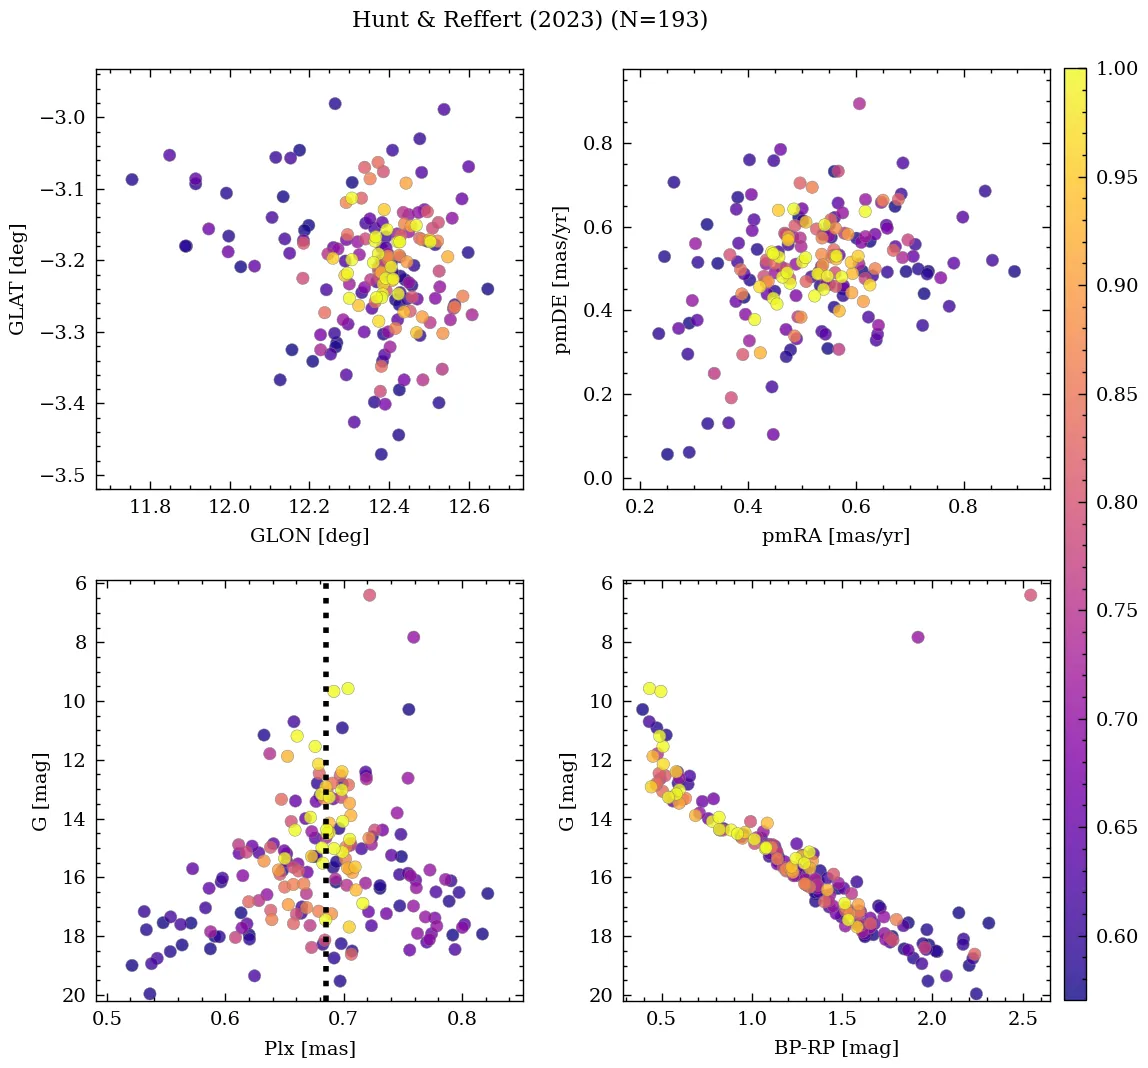 Hunt & Reffert (2023) (N=193)
−3.0
−3.1
−3.2
−3.3
−3.4
−3.5
GLAT [deg]
11.8 12.0 12.2 12.4 12.6
GLON [deg]
0.8
0.6
0.4
0.2
0.0
pmDE [mas/yr]
0.2 0.4 0.6 0.8
pmRA [mas/yr]
1.00
0.95
0.90
0.85
0.80
0.75
0.70
0.65
0.60
6
8
10
12
14
16
18
20
G [mag]
0.5 0.6 0.7 0.8
Plx [mas]
6
8
10
12
14
16
18
20
G [mag]
0.5 1.0 1.5 2.0 2.5
BP-RP [mag]